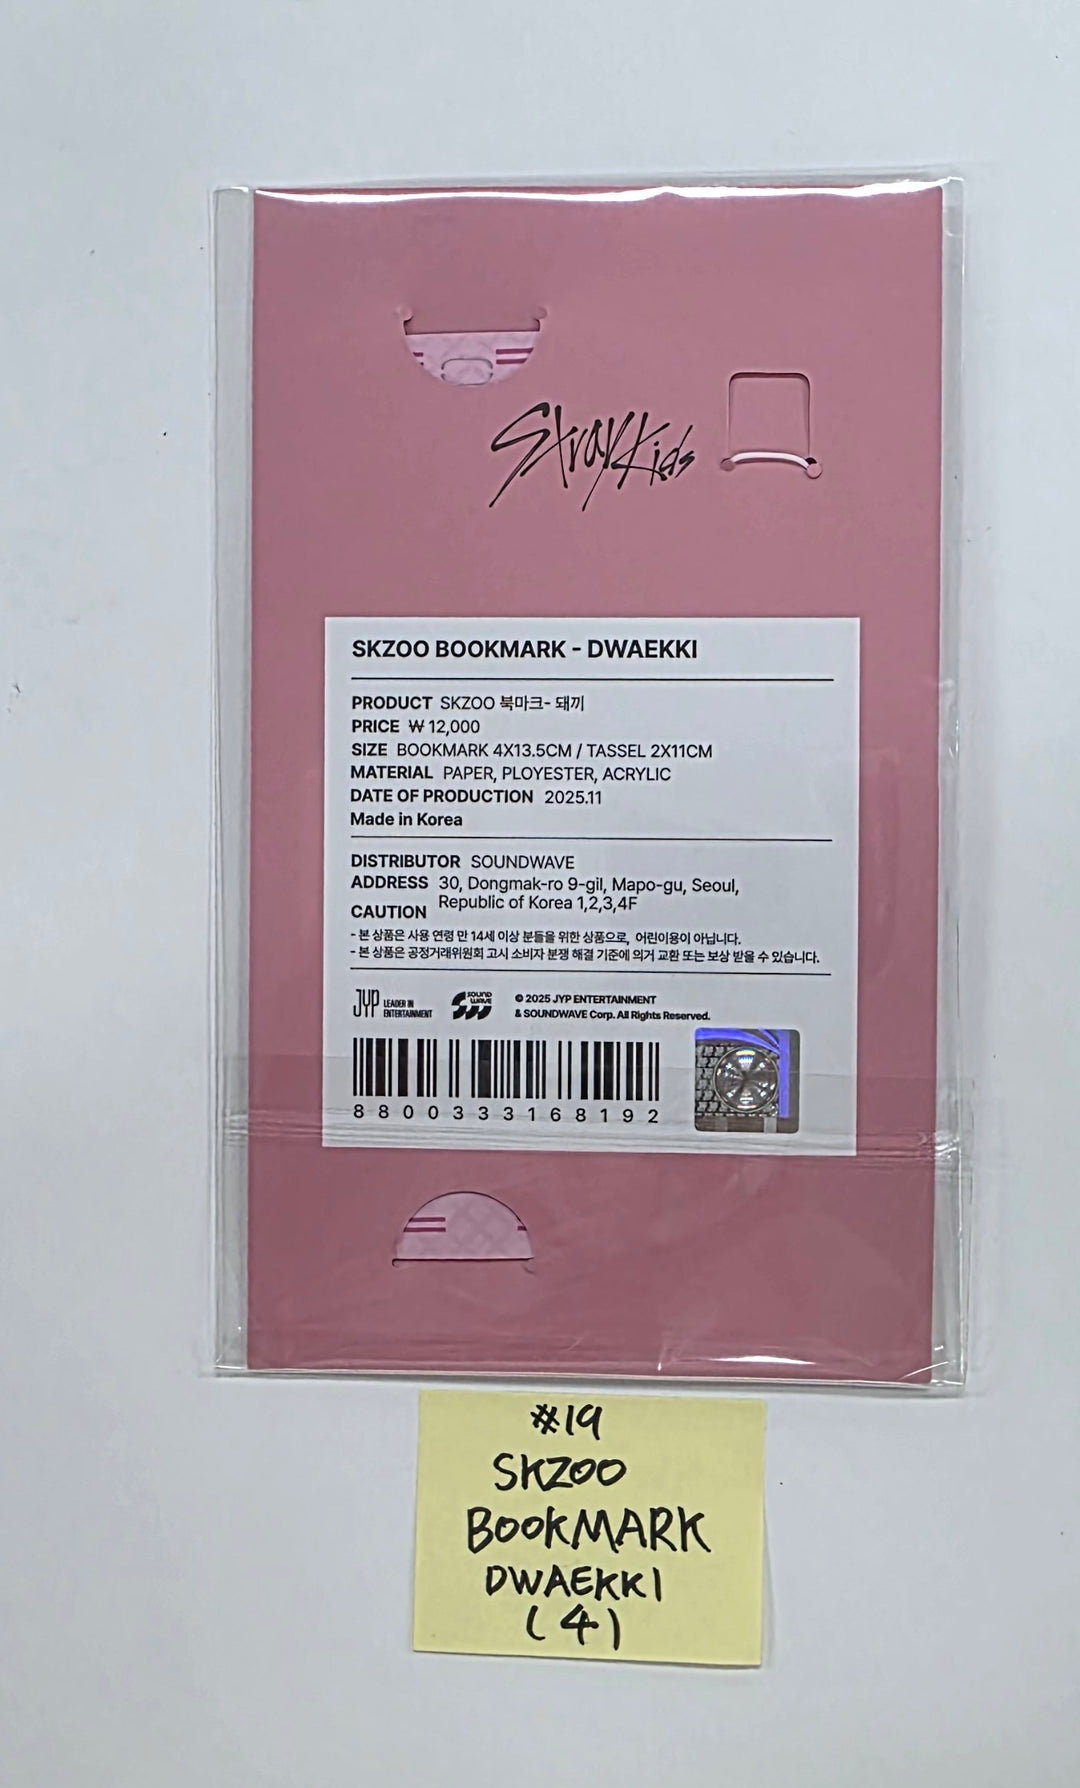 Stray Kids
SKZOO BOOKMARK - DWAEKKI
PRODUCT SKZOO 북마크- 돼끼
PRICE ₩ 12,000
SIZE BOOKMARK 4X13.5CM / TASSEL 2X11CM
MATERIAL PAPER, PLOYESTER, ACRYLIC
DATE OF PRODUCTION 2025.11
Made in Korea
DISTRIBUTOR SOUNDWAVE
ADDRESS 30, Dongmak-ro 9-gil, Mapo-gu, Seoul,
Republic of Korea 1,2,3,4F
CAUTION
- 본 상품은 사용 연령 만 14세 이상 분들을 위한 상품으로, 어린이용이 아닙니다.
- 본 상품은 공정거래위원회 고시 소비자 분쟁 해결 기준에 의거 교환 또는 보상 받을 수 있습니다.
JYP LEADER IN
ENTERTAINMENT
SOUND
WAVE
© 2025 JYP ENTERTAINMENT
& SOUNDWAVE Corp. All Rights Reserved.
8800333168192
#19
SKZOO
BOOKMARK
DWAEKKI
(4)